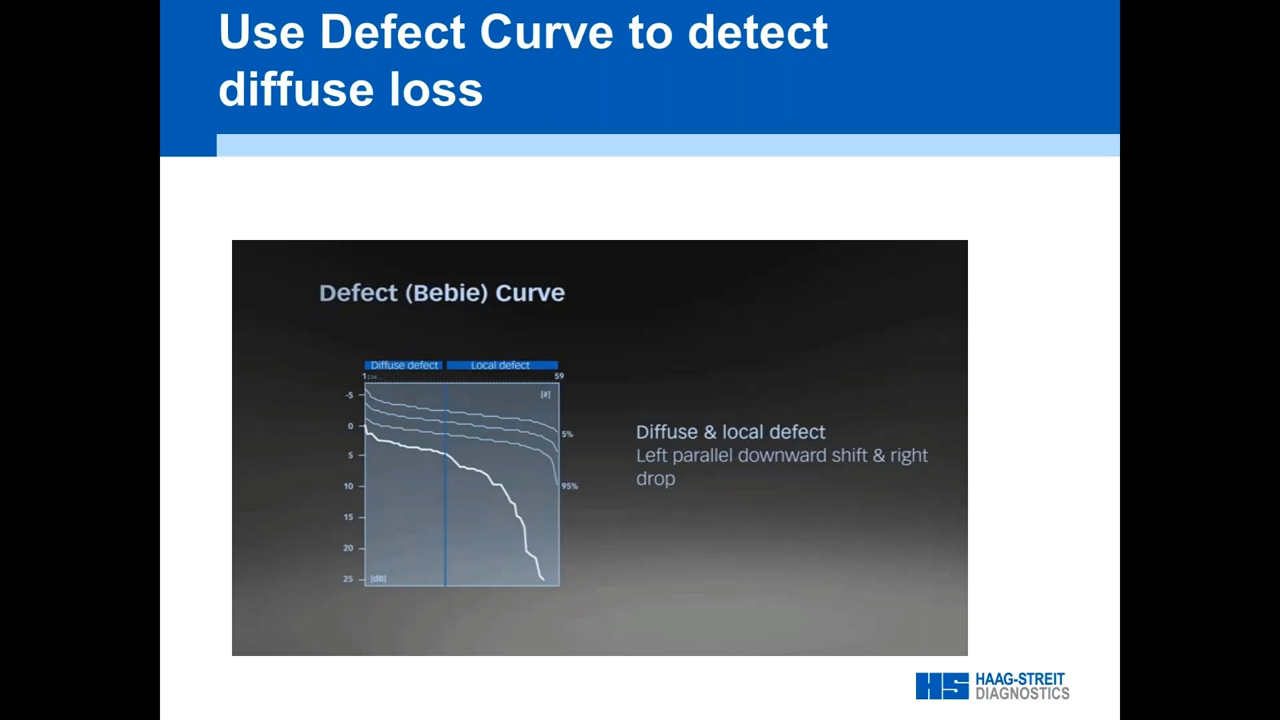 Use Defect Curve to detect
diffuse loss
Defect (Bebie) Curve
Diffuse defect
Local defect
1
59
-5
[#]
0
5%
5
10
95%
15
20
25
[dB]
Diffuse & local defect
Left parallel downward shift & right
drop
HS HAAG-STREIT
DIAGNOSTICS